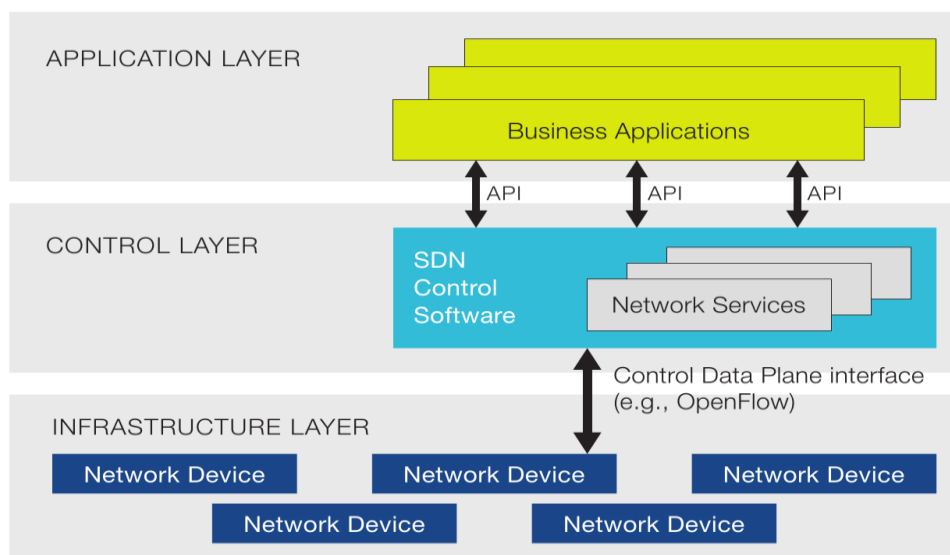 APPLICATION LAYER
Business Applications
API
API
API
CONTROL LAYER
SDN
Control
Software
Network Services
Control Data Plane interface
(e.g., OpenFlow)
INFRASTRUCTURE LAYER
Network Device
Network Device
Network Device
Network Device
Network Device